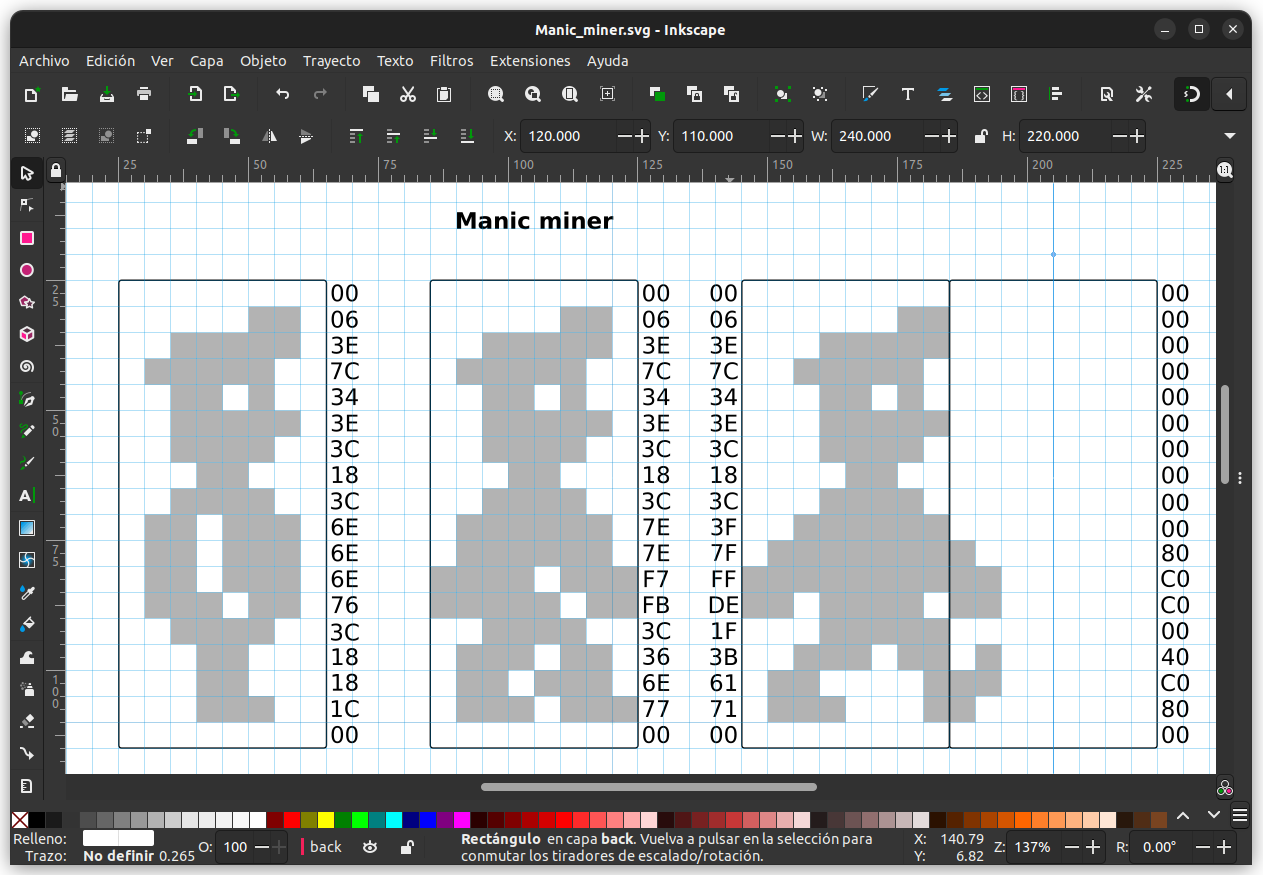 Manic_miner.svg - Inkscape
Archivo Edición Ver Capa Objeto Trayecto Texto Filtros Extensiones Ayuda
X: 120.000 Y: 110.000 W: 240.000 H: 220.000
25 50 75 100 125 150 175 200 225
1:1
Manic miner
25
00 00 00 00
06 06 06 00
3E 3E 3E 00
7C 7C 7C 00
34 34 34 00
50
3E 3E 3E 00
3C 3C 3C 00
18 18 18 00
3C 3C 3C 00
6E 7E 3F 00
75
6E 7E 7F 80
6E F7 FF C0
76 FB DE C0
3C 3C 1F 00
18 36 3B 40
100
18 6E 61 C0
1C 77 71 80
00 00 00 00
Relleno:
Trazo: No definir 0.265 O: 100 back
Rectángulo en capa back. Vuelva a pulsar en la selección para
conmutar los tiradores de escalado/rotación.
X: 140.79
Y: 6.82
Z: 137% R: 0.00°